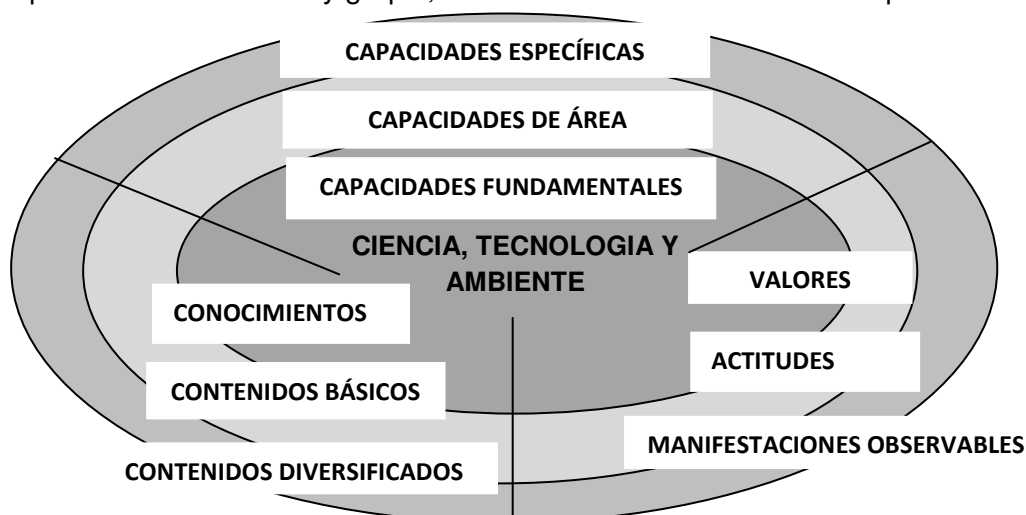 CAPACIDADES ESPECÍFICAS
CAPACIDADES DE ÁREA
CAPACIDADES FUNDAMENTALES
CIENCIA, TECNOLOGIA Y
AMBIENTE
VALORES
CONOCIMIENTOS
ACTITUDES
CONTENIDOS BÁSICOS
MANIFESTACIONES OBSERVABLES
CONTENIDOS DIVERSIFICADOS